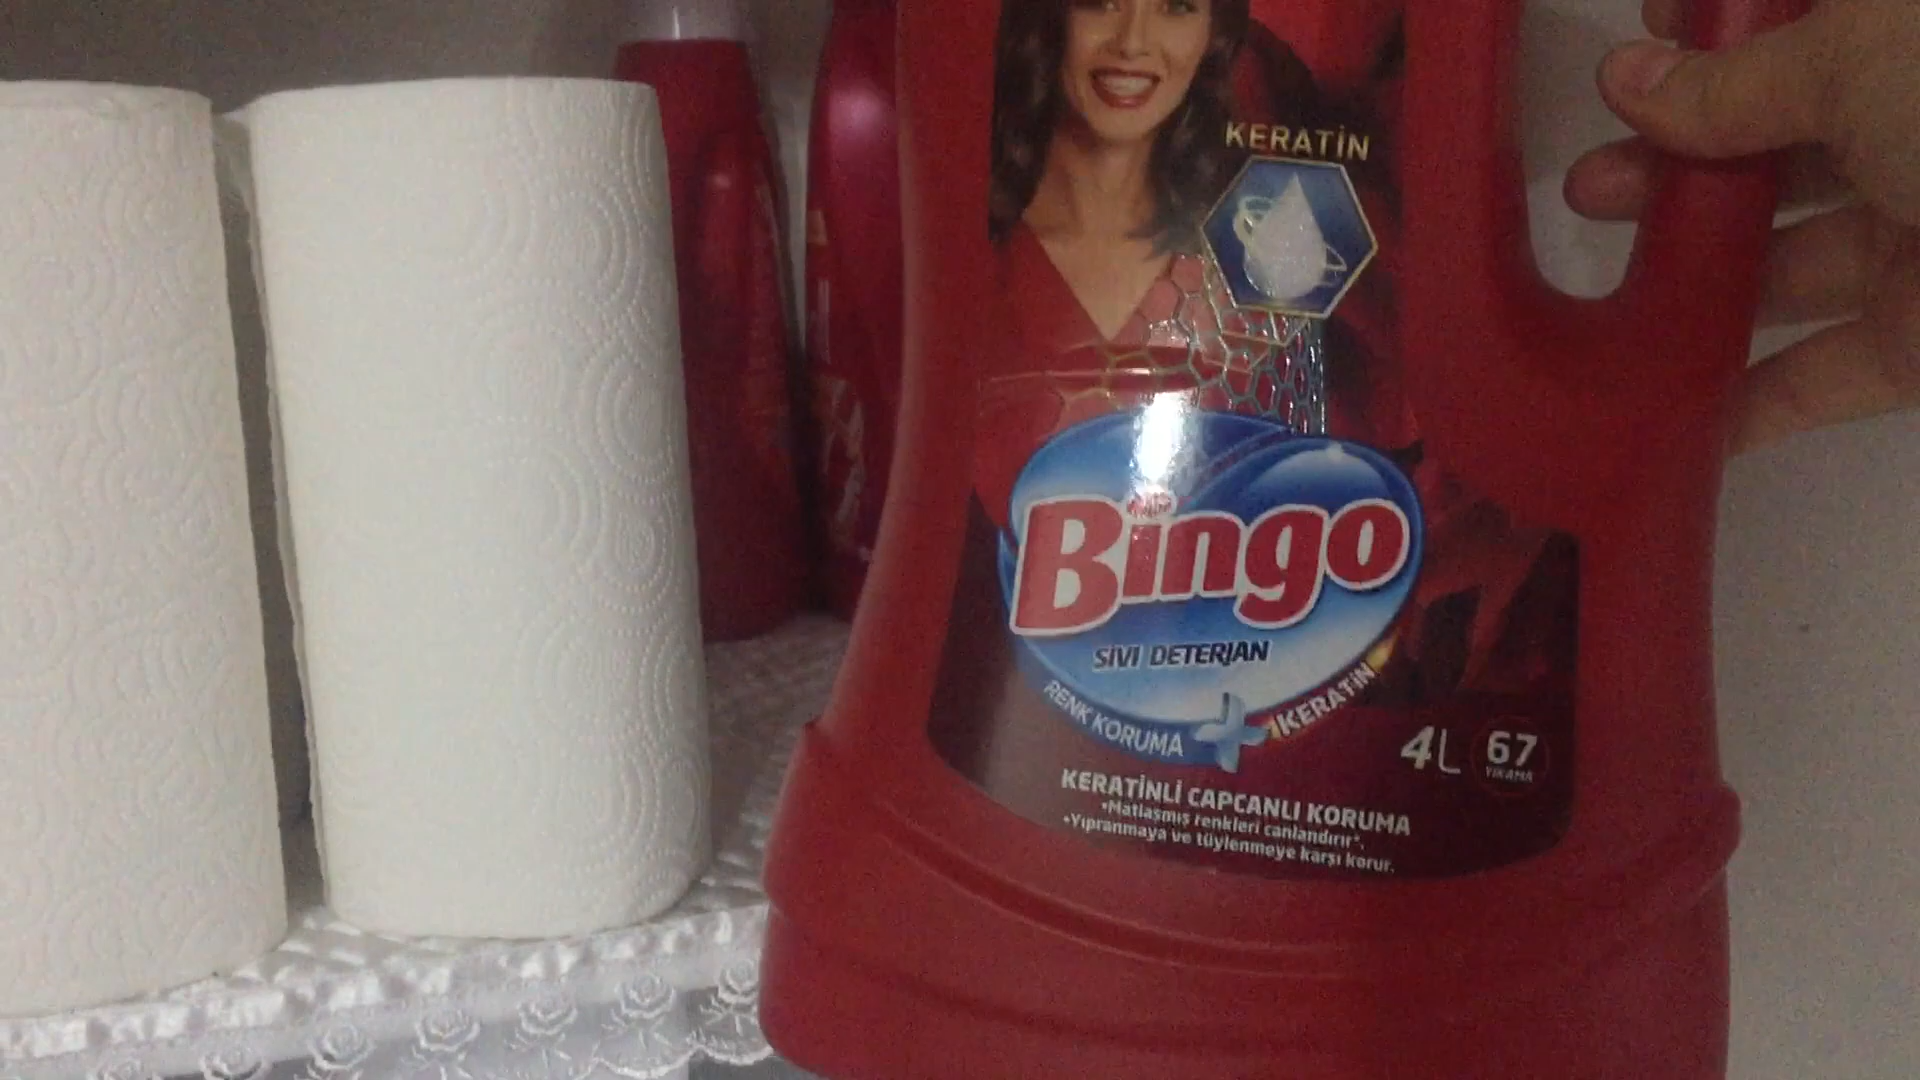 KERATİN
Bingo
SIVI DETERJAN
RENK KORUMA + KERATİN
4L 67
YIKAMA
KERATİNLİ CAPCANLI KORUMA
•Matlaşmış renkleri canlandırır*.
•Yıpranmaya ve tüylenmeye karşı korur.